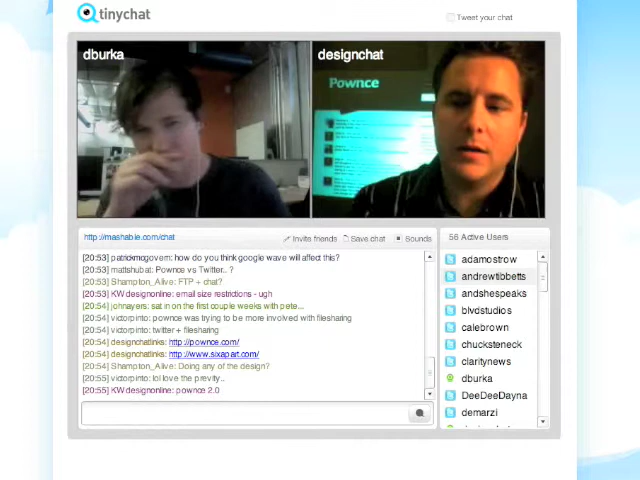 tinychat
Tweet your chat
dburka
designchat
Pownce
http://mashable.com/chat
Invits friends
Save chat
Sounds
56 Active Users
[20:53] patrickmcgovern: how do you think google wave will affect this?
[20:53] mattshubat: Pownce vs Twitter.. ?
[20:53] Shampton_Alive: FTP + chat?
[20:53] KWdesignonline: email size restrictions - ugh
[20:54] johnayers: sat in on the first couple weeks with pete...
[20:54] victorpinto: pownce was trying to be more involved with filesharing
[20:54] victorpinto: twitter + filesharing
[20:54] designchatlinks: http://pownce.com/
[20:54] designchatlinks: http://www.sixapart.com/
[20:54] Shampton_Alive: Doing any of the design?
[20:55] victorpinto: lol love the previty..
[20:55] KWdesignonline: pownce 2.0
adamostrow
andrewtibbetts
andshespeaks
blvdstudios
calebrown
chucksteneck
claritynews
dburka
DeeDeeDayna
demarzi